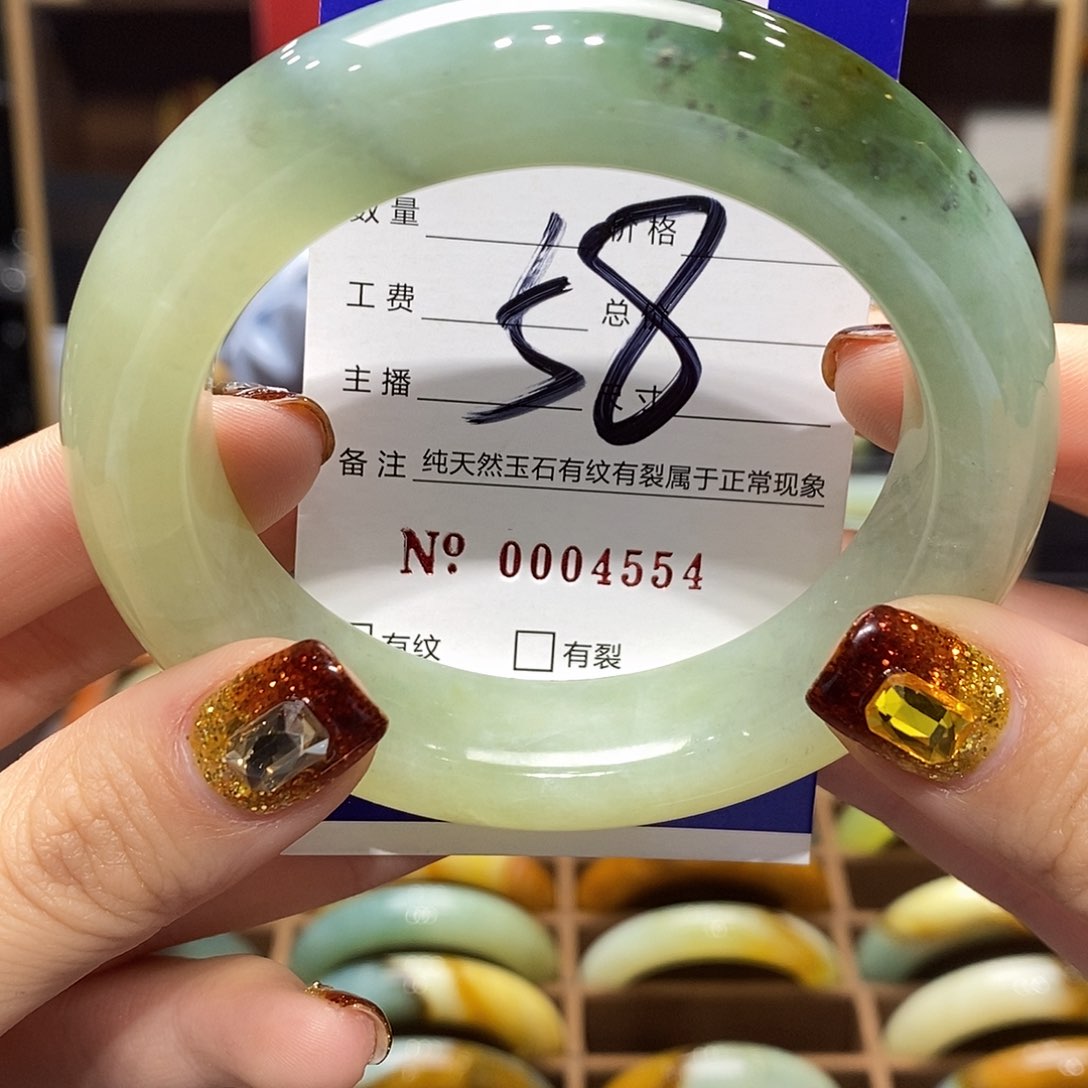 数量 价格
58
工费 总
主播 尺寸
备注 纯天然玉石有纹有裂属于正常现象
Nº 0004554
有纹 有裂